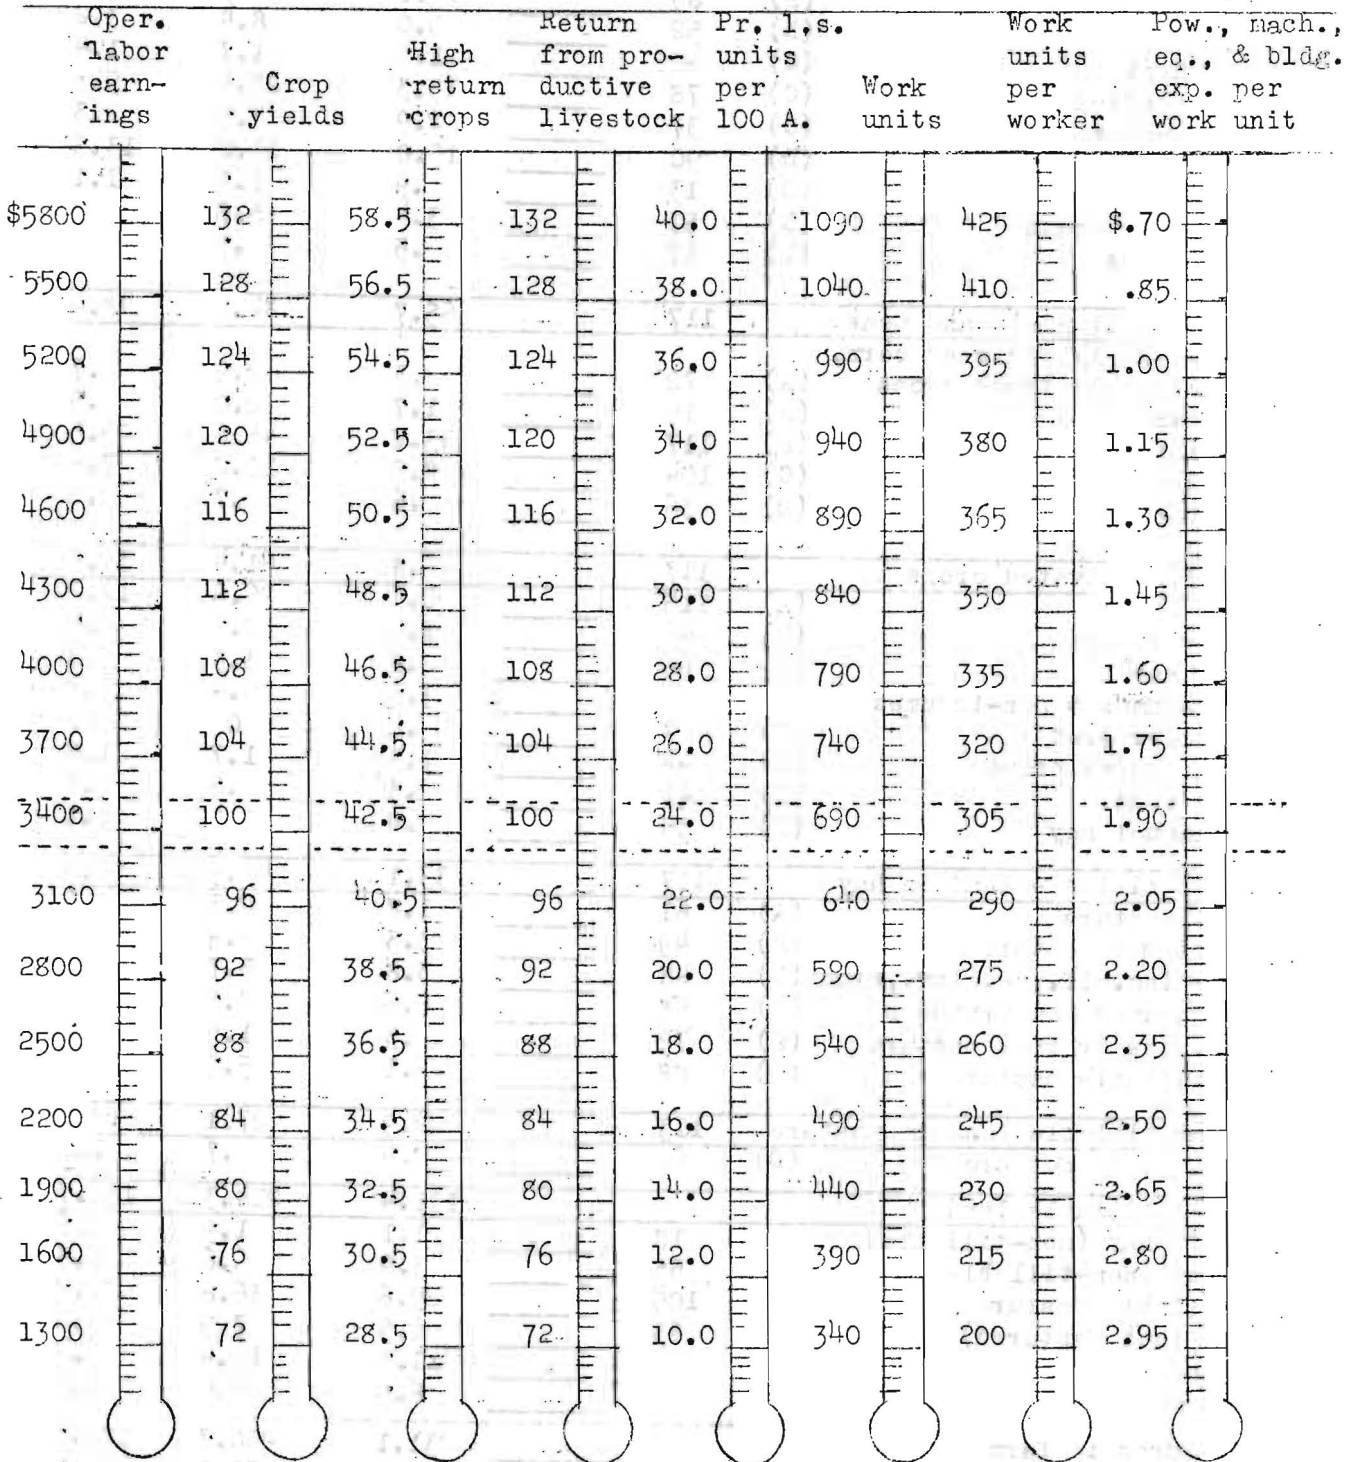 Oper. Return Pr. l.s. Work Pow., mach.,
labor High from pro- units units eq., & bldg.
earn- Crop return ductive per Work per exp. per
ings yields crops livestock 100 A. units worker work unit
$5800 132 58.5 132 40.0 1090 425 $.70
5500 128 56.5 128 38.0 1040 410 .85
5200 124 54.5 124 36.0 990 395 1.00
4900 120 52.5 120 34.0 940 380 1.15
4600 116 50.5 116 32.0 890 365 1.30
4300 112 48.5 112 30.0 840 350 1.45
4000 108 46.5 108 28.0 790 335 1.60
3700 104 44.5 104 26.0 740 320 1.75
3400 100 42.5 100 24.0 690 305 1.90
3100 96 40.5 96 22.0 640 290 2.05
2800 92 38.5 92 20.0 590 275 2.20
2500 88 36.5 88 18.0 540 260 2.35
2200 84 34.5 84 16.0 490 245 2.50
1900 80 32.5 80 14.0 440 230 2.65
1600 76 30.5 76 12.0 390 215 2.80
1300 72 28.5 72 10.0 340 200 2.95